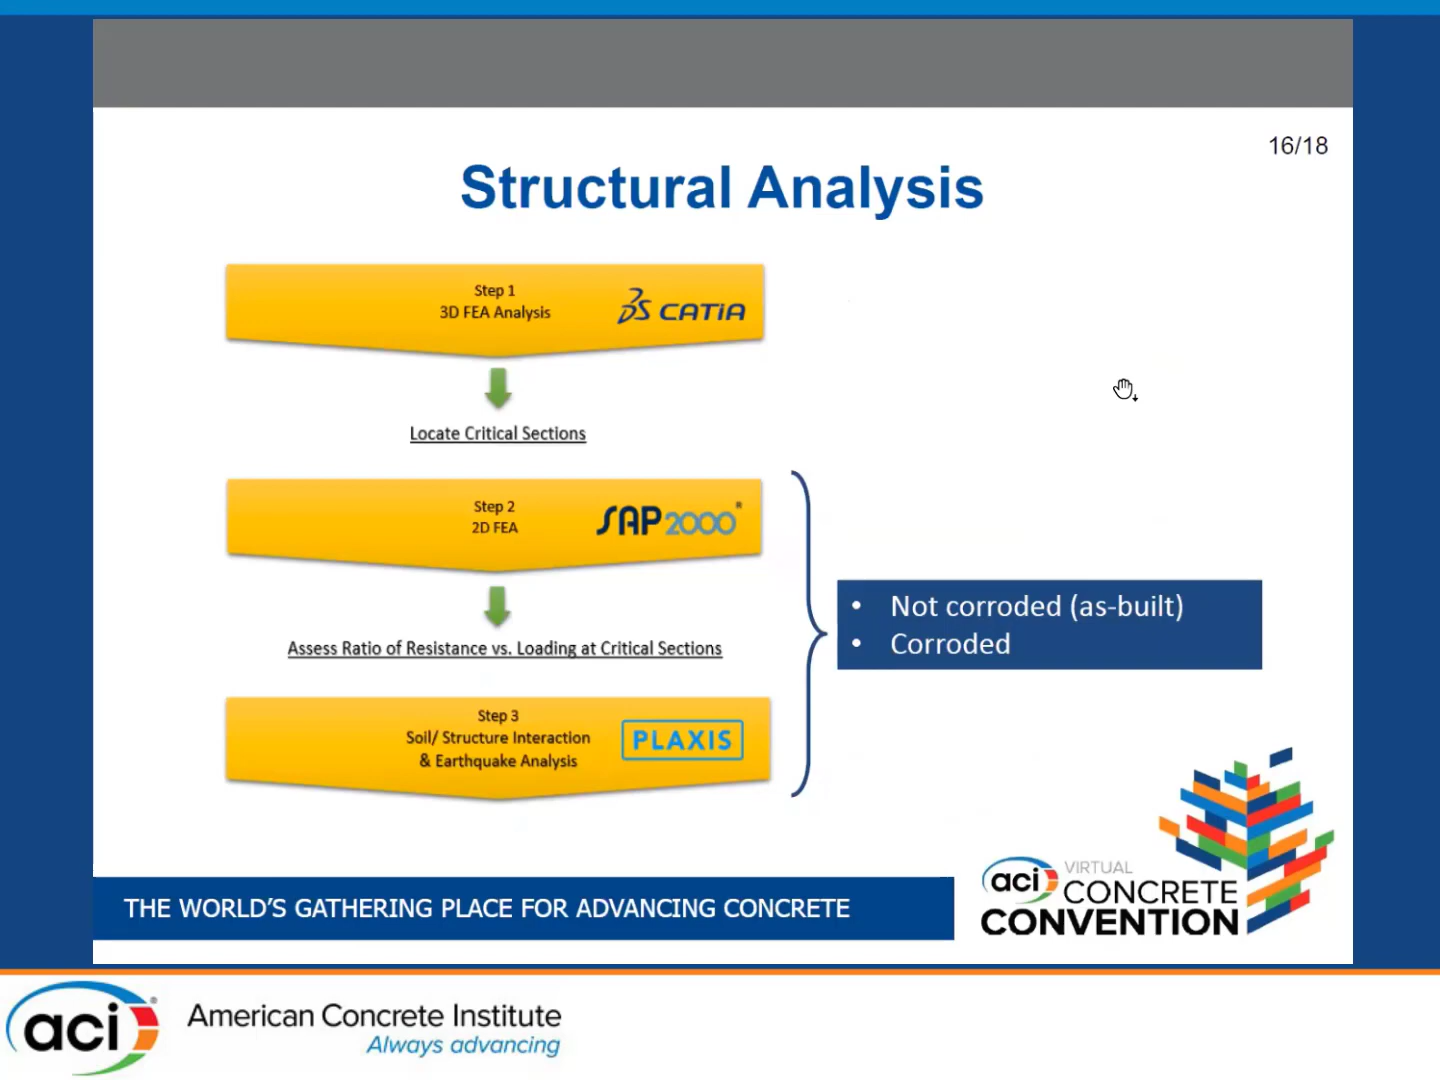 16/18
Structural Analysis
Step 1
3D FEA Analysis
3DS CATIA
Locate Critical Sections
Step 2
2D FEA
SAP2000®
Assess Ratio of Resistance vs. Loading at Critical Sections
• Not corroded (as-built)
• Corroded
Step 3
Soil/ Structure Interaction
& Earthquake Analysis
PLAXIS
THE WORLD'S GATHERING PLACE FOR ADVANCING CONCRETE
aci VIRTUAL
CONCRETE
CONVENTION
aci®
American Concrete Institute
Always advancing